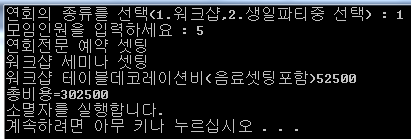 연회의 종류를 선택(1.워크샵,2.생일파티중 선택) : 1
모임인원을 입력하세요 : 5
연회전문 예약 셋팅
워크샵 세미나 셋팅
워크샵 테이블데코레이션비(음료셋팅포함)52500
총비용=302500
소멸자를 실행합니다.
계속하려면 아무 키나 누르십시오 . . .